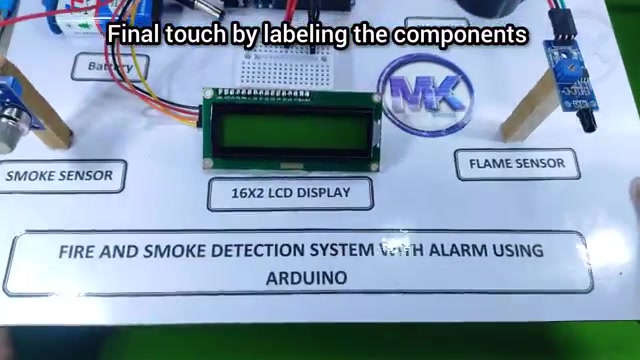 Final touch by labeling the components
Battery
MK
SMOKE SENSOR
16X2 LCD DISPLAY
FLAME SENSOR
FIRE AND SMOKE DETECTION SYSTEM WITH ALARM USING
ARDUINO